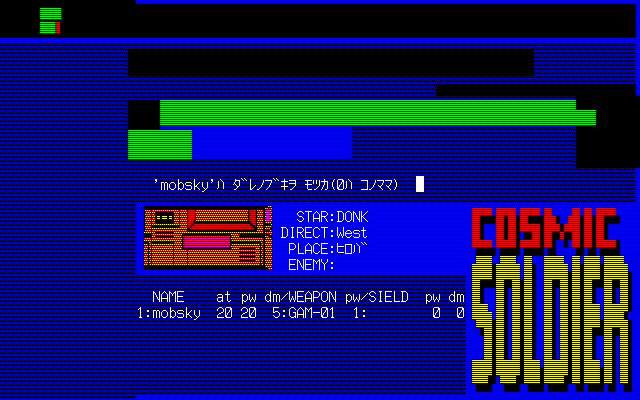 'mobsky'ﾊ ﾀﾞﾚﾉﾌﾞｷｦ ﾓﾂｶ(0ﾊ ｺﾉﾏﾏ)
STAR:DONK
DIRECT:West
PLACE:ﾋﾛﾊﾞ
ENEMY:
COSMIC
SOLDIER
NAME at pw dm/WEAPON pw/SIELD pw dm
1:mobsky 20 20 5:GAM-01 1: 0 0